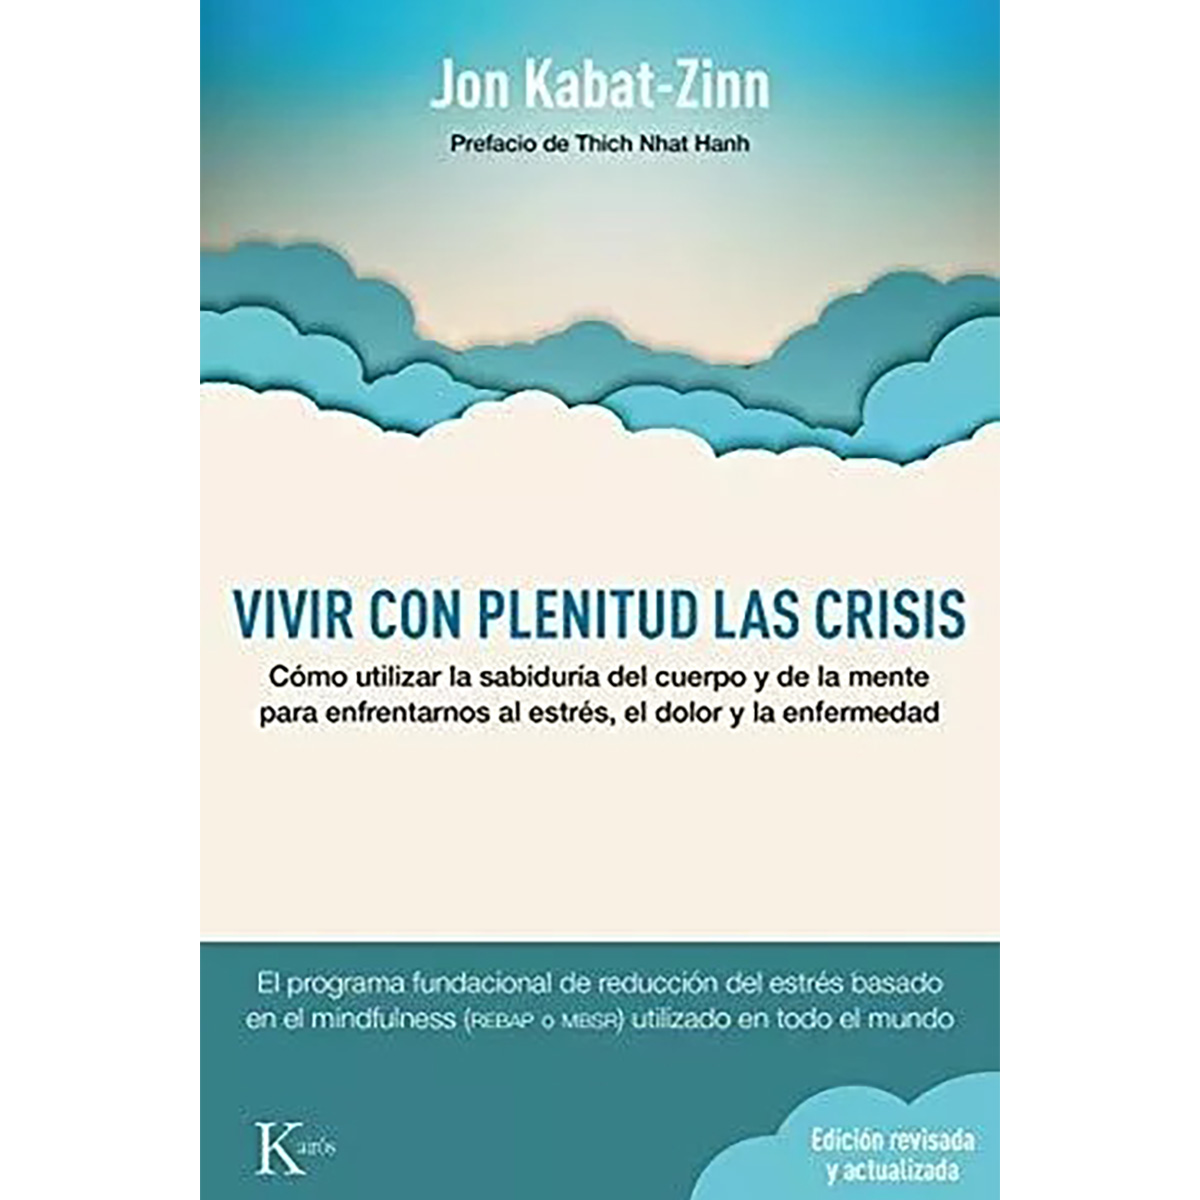 Jon Kabat-Zinn
Prefacio de Thich Nhat Hanh
VIVIR CON PLENITUD LAS CRISIS
Cómo utilizar la sabiduría del cuerpo y de la mente
para enfrentarnos al estrés, el dolor y la enfermedad
El programa fundacional de reducción del estrés basado
en el mindfulness (REBAP o MBSR) utilizado en todo el mundo
Kairós
Edición revisada
y actualizada